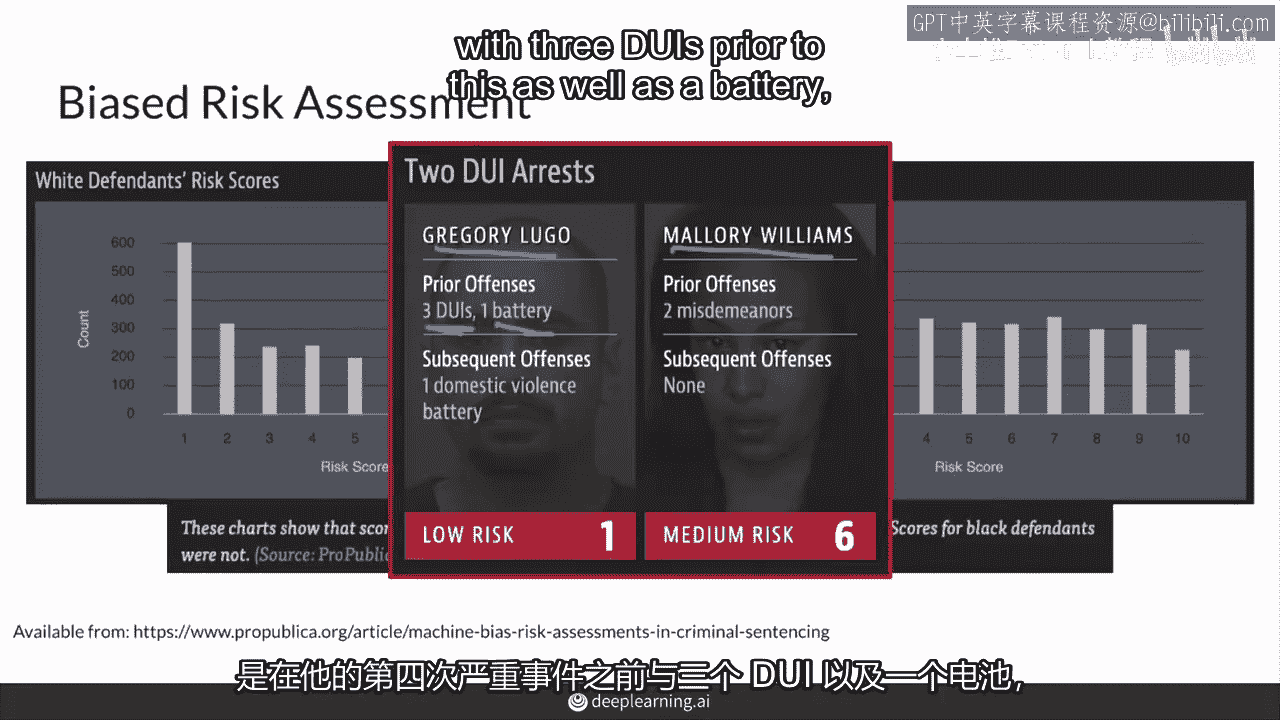 GPT中英字幕课程资源@bilibili.com
with three DUIs prior to
this as well as a battery,
Biased Risk Assessment
White Defendants' Risk Scores
600
500
400
300
200
100
0
Count
1 2 3 4 5
Risk Score
Two DUI Arrests
GREGORY LUGO
Prior Offenses
3 DUIs, 1 battery
Subsequent Offenses
1 domestic violence
battery
LOW RISK 1
MALLORY WILLIAMS
Prior Offenses
2 misdemeanors
Subsequent Offenses
None
MEDIUM RISK 6
4 5 6 7 8 9 10
Risk Score
These charts show that scor
were not. (Source: ProPublic
Scores for black defendants
Available from: https://www.propublica.org/article/machine-bias-risk-assessments-in-criminal-sentencing
是在他的第四次严重事件之前与三个 DUI 以及一个电池,
deeplearning.ai